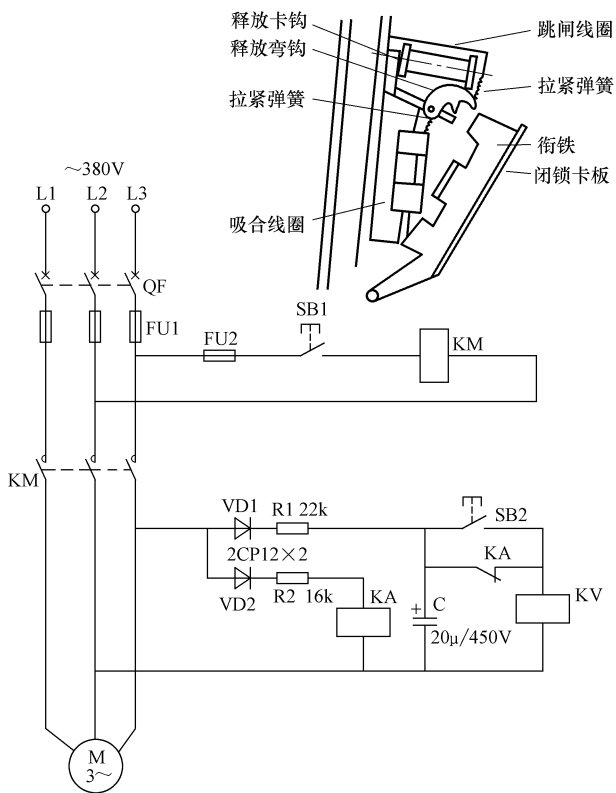 释放卡钩
跳闸线圈
释放弯钩
拉紧弹簧
拉紧弹簧
衔铁
闭锁卡板
吸合线圈
~380V
L1 L2 L3
QF
FU1
SB1
FU2
KM
KM
VD1 R1 22k
SB2
2CP12×2
KA
VD2 R2 16k
KA
+ C
KV
20μ/450V
M
3~